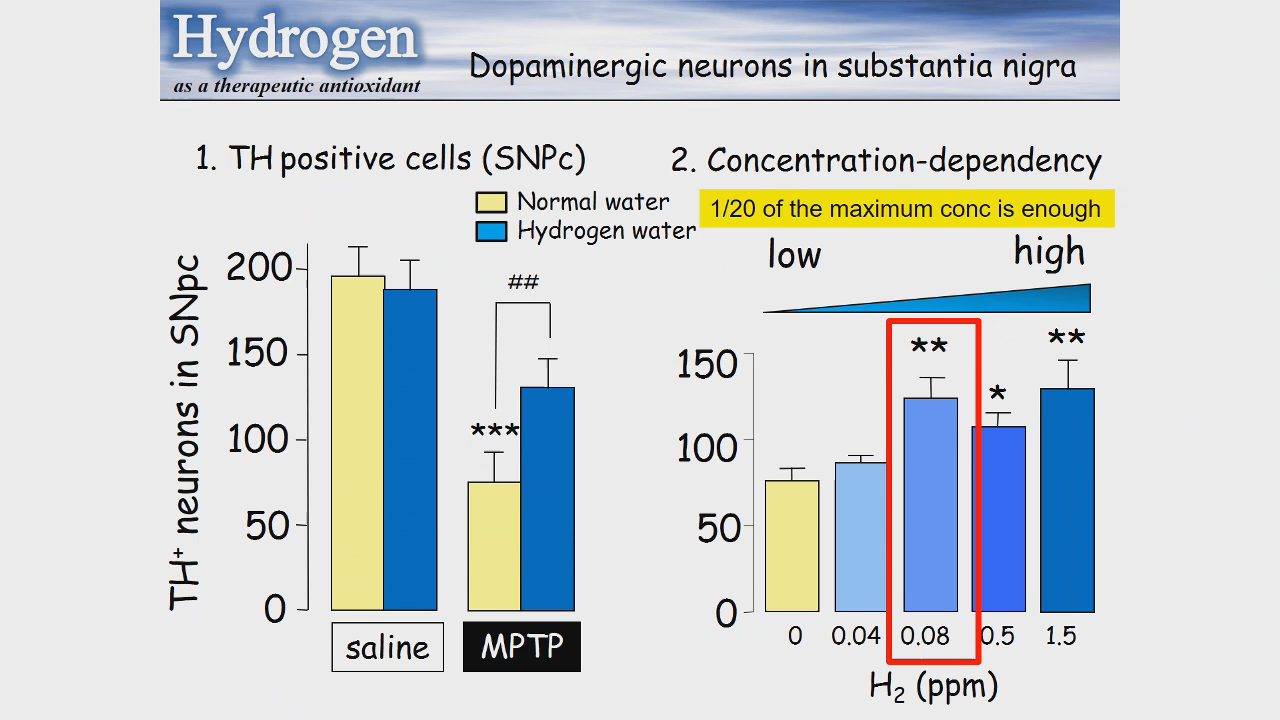 Hydrogen
as a therapeutic antioxidant
Dopaminergic neurons in substantia nigra
1. TH positive cells (SNPc)
Normal water
Hydrogen water
TH+ neurons in SNpc
200
150
100
50
0
##
***
saline
MPTP
2. Concentration-dependency
1/20 of the maximum conc is enough
low
high
150
100
50
0
**
*
**
0
0.04
0.08
0.5
1.5
H2 (ppm)